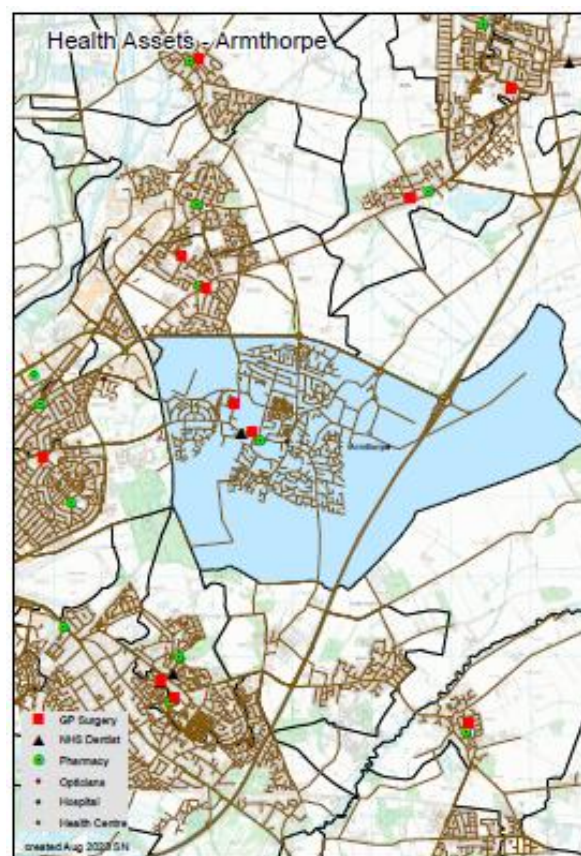 Health Assets - Armthorpe
Armthorpe
GP Surgery
NHS Dentist
Pharmacy
Opticians
Hospital
Health Centre
created Aug 2023 SN